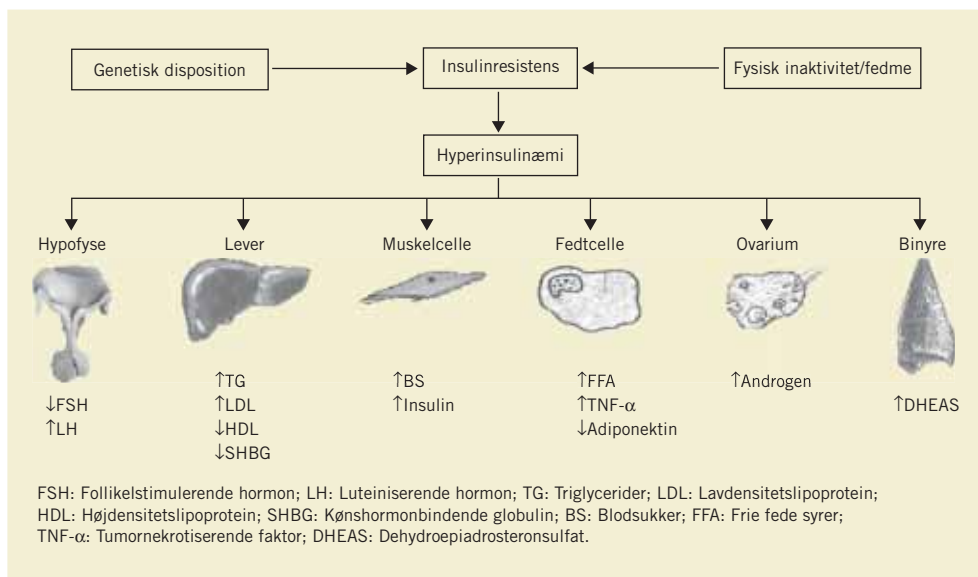 Genetisk disposition
Insulinresistens
Fysisk inaktivitet/fedme
Hyperinsulinæmi
Hypofyse
Lever
Muskelcelle
Fedtcelle
Ovarium
Binyre
↓FSH
↑LH
↑TG
↑LDL
↓HDL
↓SHBG
↑BS
↑Insulin
↑FFA
↑TNF-α
↓Adiponektin
↑Androgen
↑DHEAS
FSH: Follikelstimulerende hormon; LH: Luteiniserende hormon; TG: Triglycerider; LDL: Lavdensitetslipoprotein;
HDL: Højdensitetslipoprotein; SHBG: Kønshormonbindende globulin; BS: Blodsukker; FFA: Frie fede syrer;
TNF-α: Tumornekrotiserende faktor; DHEAS: Dehydroepiadrosteronsulfat.